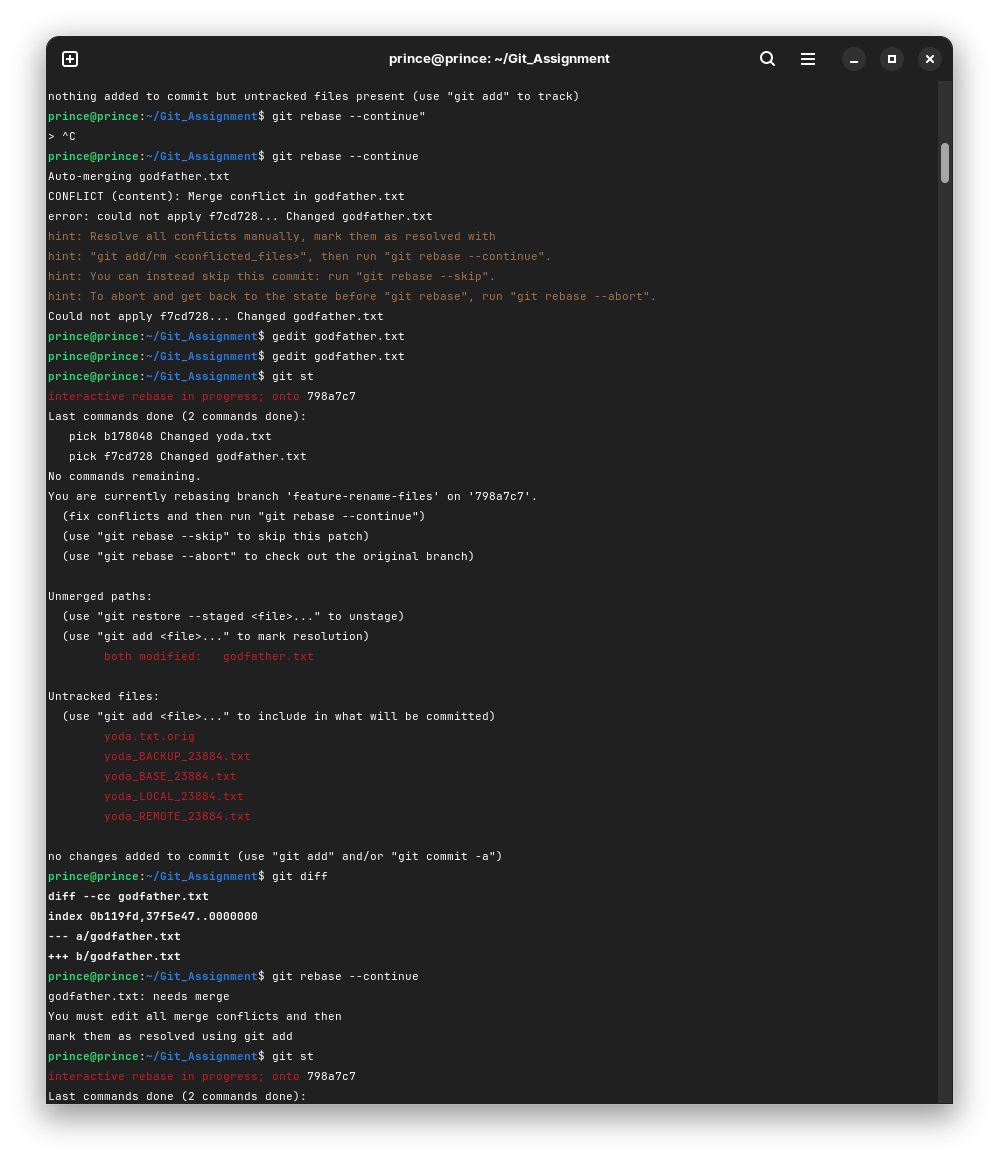 prince@prince: ~/Git_Assignment
nothing added to commit but untracked files present (use "git add" to track)
prince@prince:~/Git_Assignment$ git rebase --continue"
> ^C
prince@prince:~/Git_Assignment$ git rebase --continue
Auto-merging godfather.txt
CONFLICT (content): Merge conflict in godfather.txt
error: could not apply f7cd728... Changed godfather.txt
hint: Resolve all conflicts manually, mark them as resolved with
hint: "git add/rm <conflicted_files>", then run "git rebase --continue".
hint: You can instead skip this commit: run "git rebase --skip".
hint: To abort and get back to the state before "git rebase", run "git rebase --abort".
Could not apply f7cd728... Changed godfather.txt
prince@prince:~/Git_Assignment$ gedit godfather.txt
prince@prince:~/Git_Assignment$ gedit godfather.txt
prince@prince:~/Git_Assignment$ git st
interactive rebase in progress; onto 798a7c7
Last commands done (2 commands done):
   pick b178048 Changed yoda.txt
   pick f7cd728 Changed godfather.txt
No commands remaining.
You are currently rebasing branch 'feature-rename-files' on '798a7c7'.
  (fix conflicts and then run "git rebase --continue")
  (use "git rebase --skip" to skip this patch)
  (use "git rebase --abort" to check out the original branch)

Unmerged paths:
  (use "git restore --staged <file>..." to unstage)
  (use "git add <file>..." to mark resolution)
        both modified:   godfather.txt

Untracked files:
  (use "git add <file>..." to include in what will be committed)
        yoda.txt.orig
        yoda_BACKUP_23884.txt
        yoda_BASE_23884.txt
        yoda_LOCAL_23884.txt
        yoda_REMOTE_23884.txt

no changes added to commit (use "git add" and/or "git commit -a")
prince@prince:~/Git_Assignment$ git diff
diff --cc godfather.txt
index 0b119fd,37f5e47..0000000
--- a/godfather.txt
+++ b/godfather.txt
prince@prince:~/Git_Assignment$ git rebase --continue
godfather.txt: needs merge
You must edit all merge conflicts and then
mark them as resolved using git add
prince@prince:~/Git_Assignment$ git st
interactive rebase in progress; onto 798a7c7
Last commands done (2 commands done):